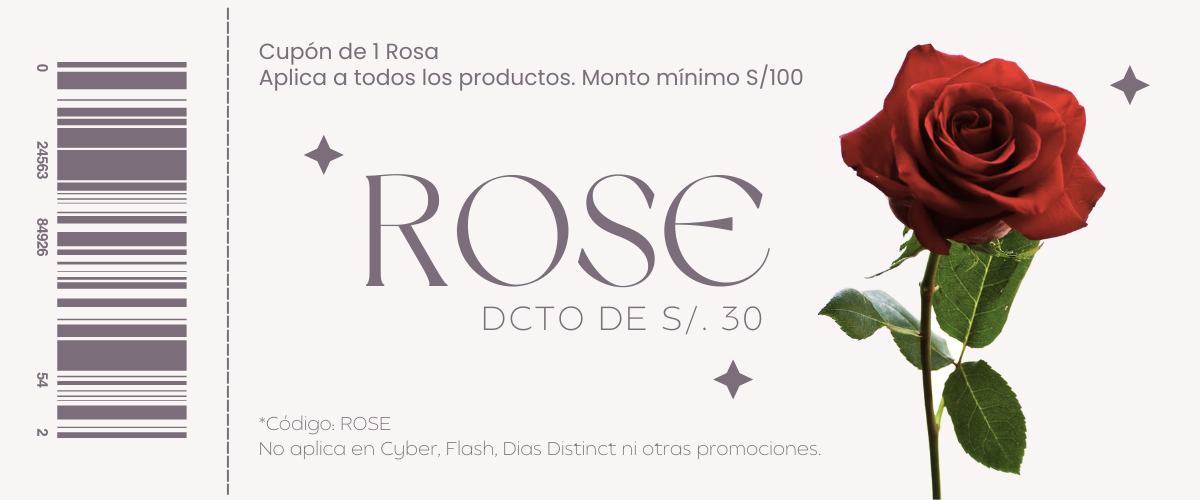 0
24563
84926
54
2
Cupón de 1 Rosa
Aplica a todos los productos. Monto mínimo S/100
ROSE
DCTO DE S/. 30
*Código: ROSE
No aplica en Cyber, Flash, Dias Distinct ni otras promociones.